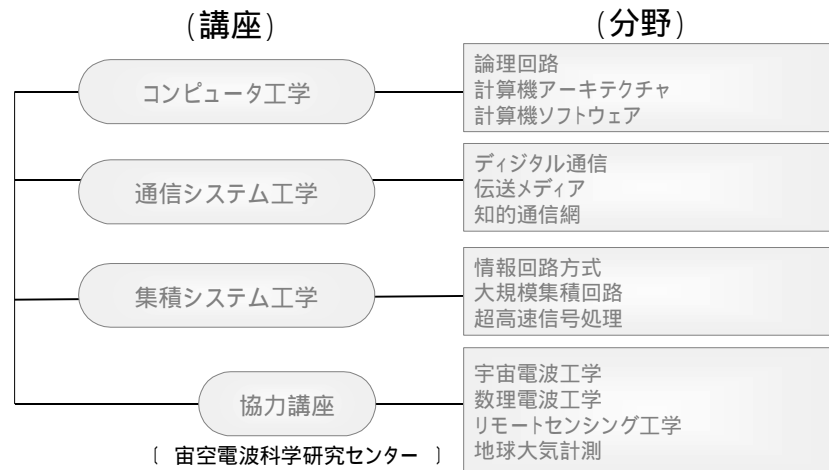 (講座)
(分野)
コンピュータ工学
論理回路
計算機アーキテクチャ
計算機ソフトウェア
通信システム工学
ディジタル通信
伝送メディア
知的通信網
集積システム工学
情報回路方式
大規模集積回路
超高速信号処理
協力講座
〔 宙空電波科学研究センター 〕
宇宙電波工学
数理電波工学
リモートセンシング工学
地球大気計測